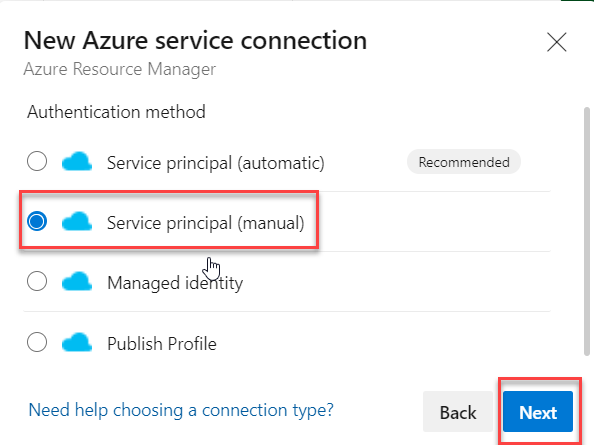 New Azure service connection
Azure Resource Manager
Authentication method
Service principal (automatic) Recommended
Service principal (manual)
Managed identity
Publish Profile
Need help choosing a connection type? Back Next